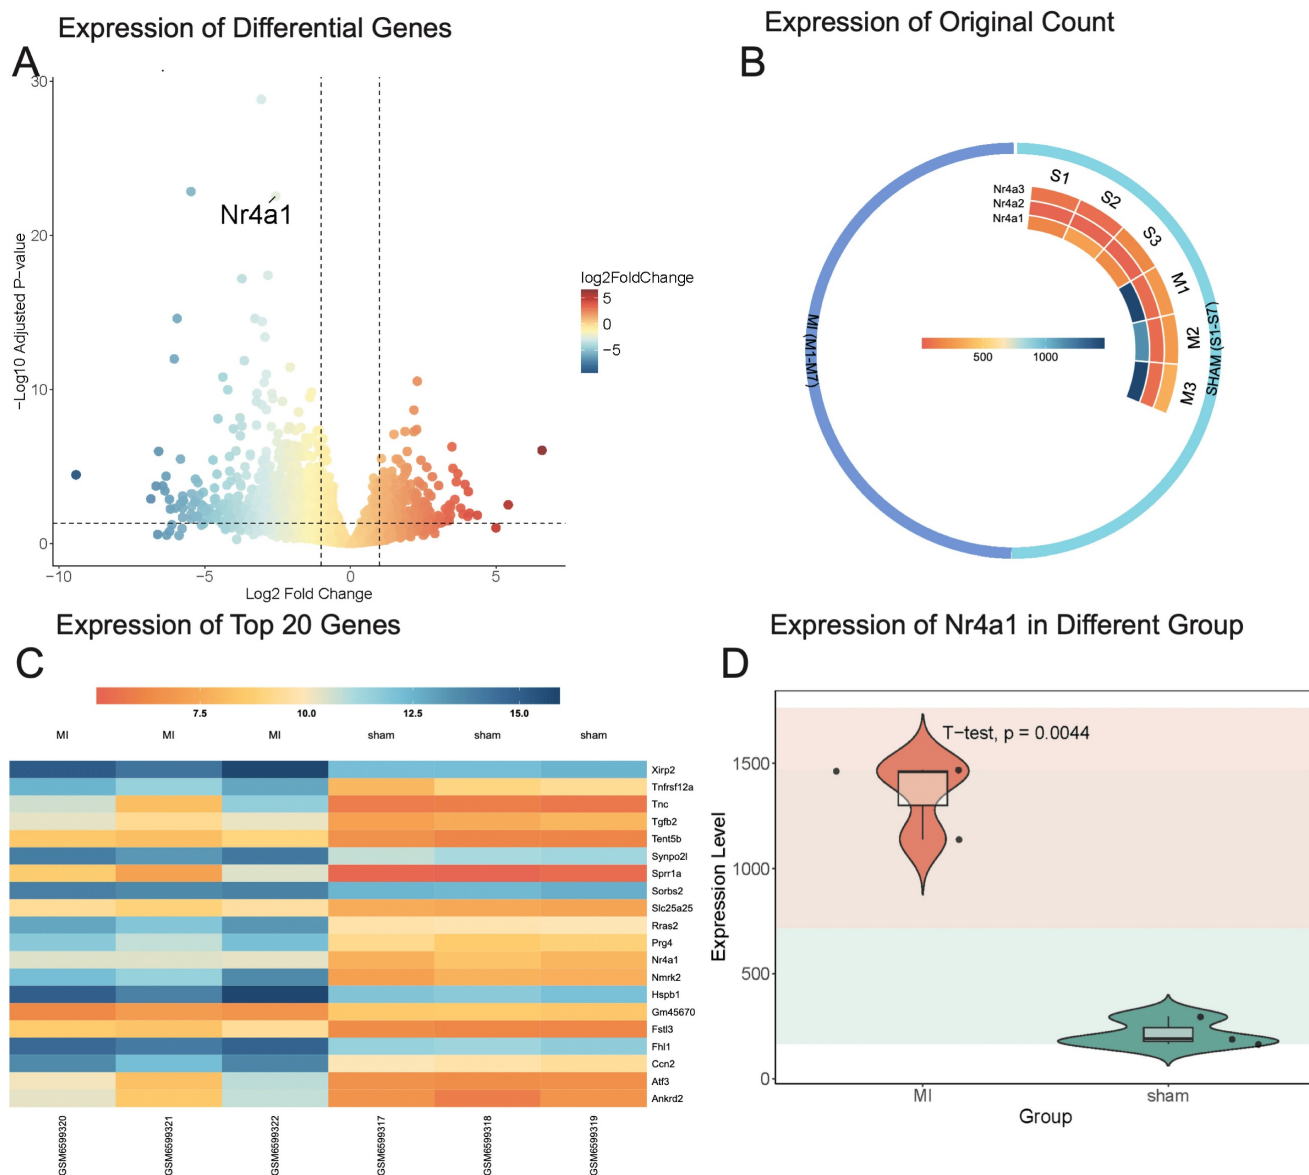 Expression of Differential Genes
A
30
20
10
0
−Log10 Adjusted P-value
Nr4a1
−10
−5
0
5
Log2 Fold Change
log2FoldChange
5
0
−5
Expression of Original Count
B
S1
S2
S3
M1
M2
M3
Nr4a3
Nr4a2
Nr4a1
MI (M1-M7)
SHAM (S1-S7)
500
1000
Expression of Top 20 Genes
C
7.5
10.0
12.5
15.0
MI
MI
MI
sham
sham
sham
Xirp2
Tnfrsf12a
Tnc
Tgfb2
Tent5b
Synpo2l
Sprr1a
Sorbs2
Slc25a25
Rras2
Prg4
Nr4a1
Nmrk2
Hspb1
Gm45670
Fstl3
Fhl1
Ccn2
Atf3
Ankrd2
GSM6599320
GSM6599321
GSM6599322
GSM6599317
GSM6599318
GSM6599319
Expression of Nr4a1 in Different Group
D
T-test, p = 0.0044
1500
1000
500
0
Expression Level
MI
sham
Group